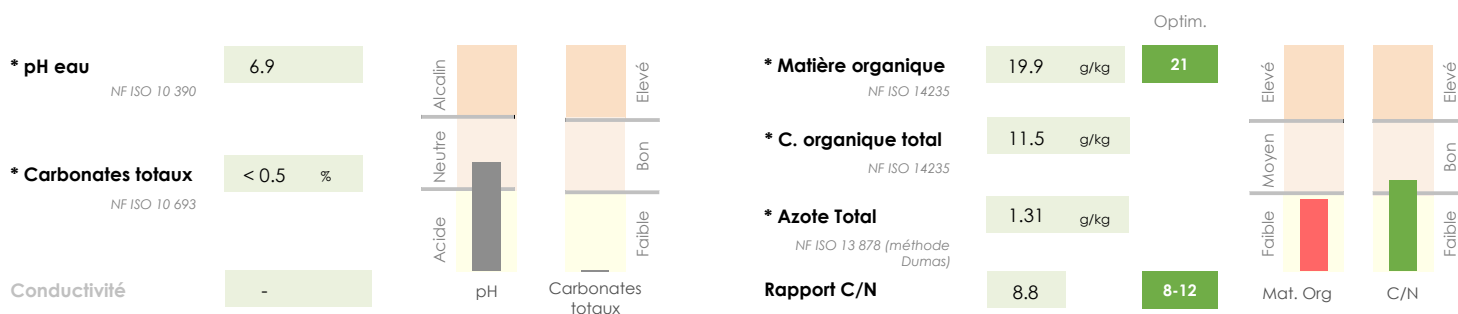 * pH eau
6.9
NF ISO 10 390
* Carbonates totaux
< 0.5 %
NF ISO 10 693
Conductivité
-
Alcalin
Neutre
Acide
Elevé
Bon
Faible
pH
Carbonates
totaux
Optim.
* Matière organique
19.9 g/kg
21
NF ISO 14235
* C. organique total
11.5 g/kg
NF ISO 14235
* Azote Total
1.31 g/kg
NF ISO 13 878 (méthode
Dumas)
Rapport C/N
8.8
8-12
Elevé
Moyen
Faible
Elevé
Bon
Faible
Mat. Org
C/N